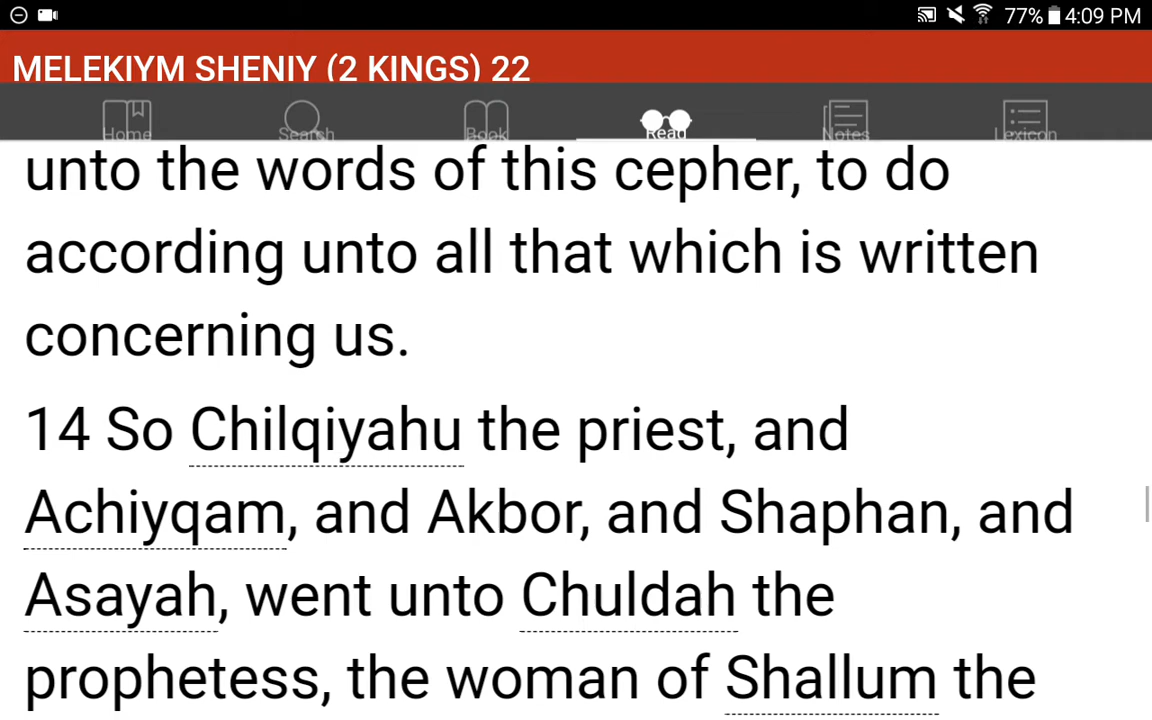 77% 4:09 PM
MELEKIYM SHENIY (2 KINGS) 22
Home Search Book Read Notes Lexicon
unto the words of this cepher, to do
according unto all that which is written
concerning us.
14 So Chilqiyahu the priest, and
Achiyqam, and Akbor, and Shaphan, and
Asayah, went unto Chuldah the
prophetess, the woman of Shallum the